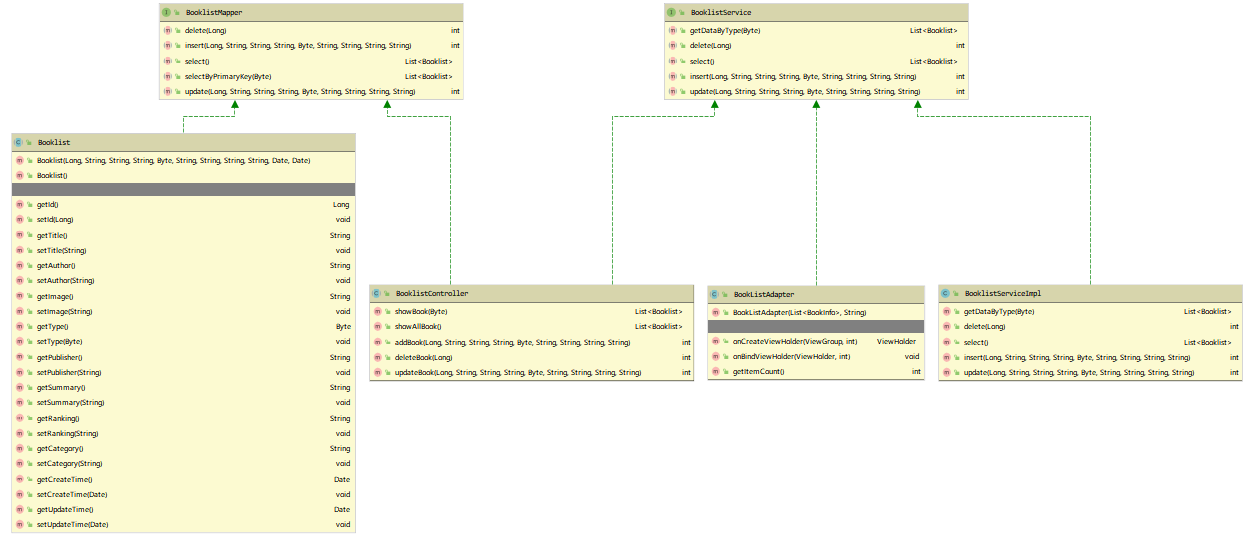 BooklistMapper
delete(Long) int
insert(Long, String, String, String, Byte, String, String, String, String) int
select() List<Booklist>
selectByPrimaryKey(Byte) List<Booklist>
update(Long, String, String, String, Byte, String, String, String, String) int
BooklistService
getDataByType(Byte) List<Booklist>
delete(Long) int
select() List<Booklist>
insert(Long, String, String, String, Byte, String, String, String, String) int
update(Long, String, String, String, Byte, String, String, String, String) int
Booklist
Booklist(Long, String, String, String, Byte, String, String, String, String, Date, Date)
Booklist()
getId() Long
setId(Long) void
getTitle() String
setTitle(String) void
getAuthor() String
setAuthor(String) void
getImage() String
setImage(String) void
getType() Byte
setType(Byte) void
getPublisher() String
setPublisher(String) void
getSummary() String
setSummary(String) void
getRanking() String
setRanking(String) void
getCategory() String
setCategory(String) void
getCreateTime() Date
setCreateTime(Date) void
getUpdateTime() Date
setUpdateTime(Date) void
BooklistController
showBook(Byte) List<Booklist>
showAllBook() List<Booklist>
addBook(Long, String, String, String, Byte, String, String, String, String) int
deleteBook(Long) int
updateBook(Long, String, String, String, Byte, String, String, String, String) int
BookListAdapter
BookListAdapter(List<BookInfo>, String)
onCreateViewHolder(ViewGroup, int) ViewHolder
onBindViewHolder(ViewHolder, int) void
getItemCount() int
BooklistServiceImpl
getDataByType(Byte) List<Booklist>
delete(Long) int
select() List<Booklist>
insert(Long, String, String, String, Byte, String, String, String, String) int
update(Long, String, String, String, Byte, String, String, String, String) int